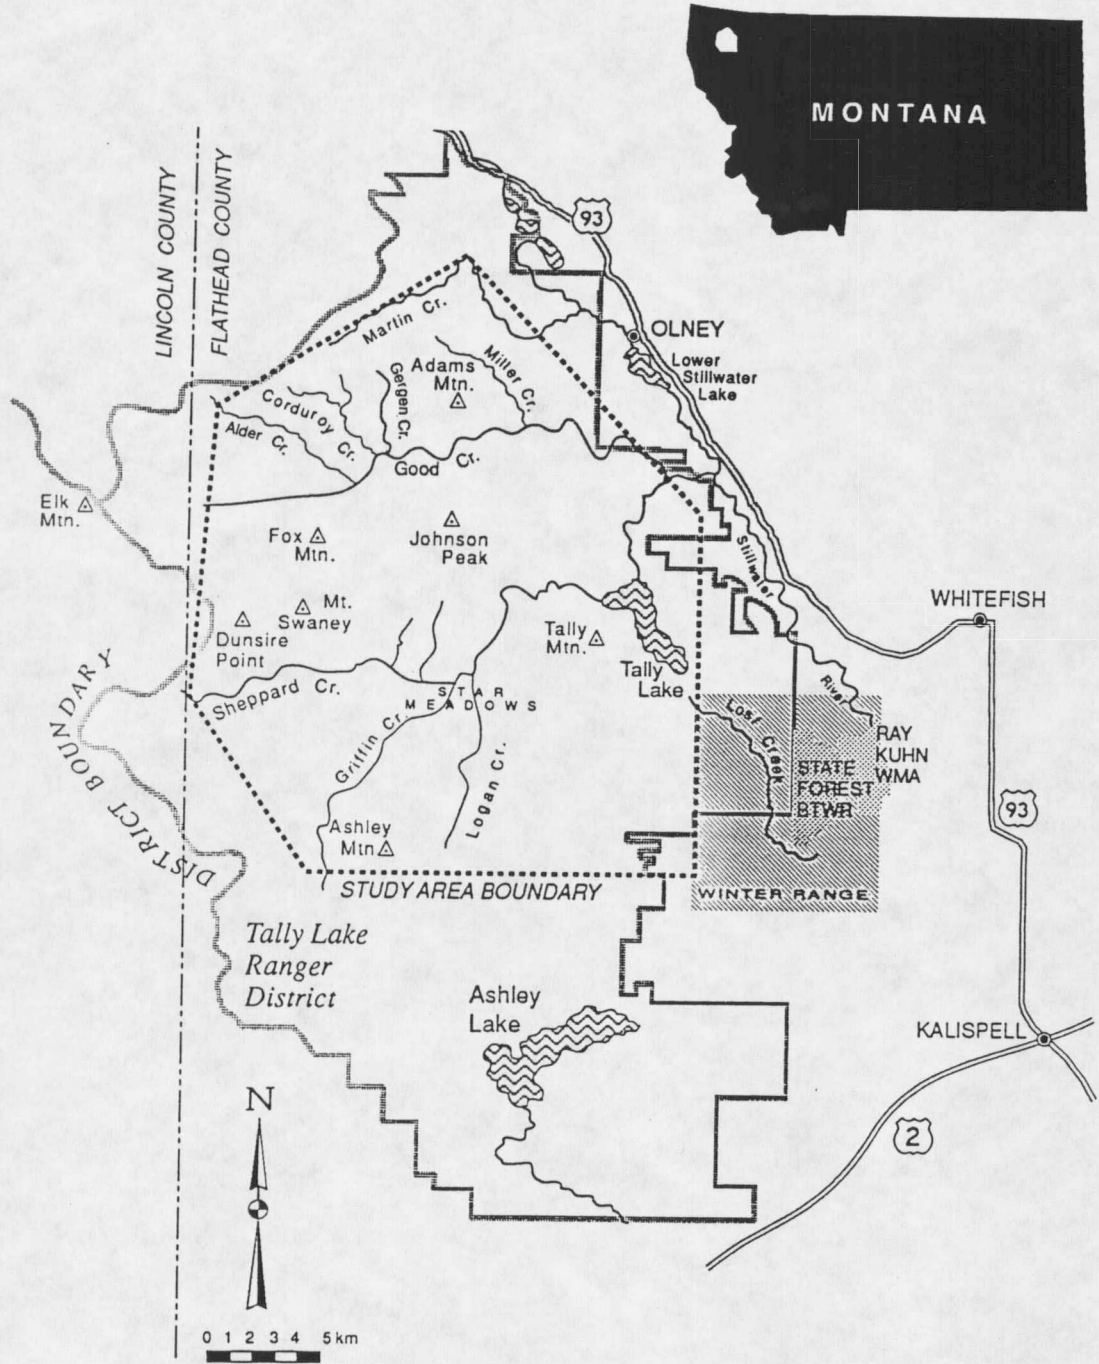 MONTANA
LINCOLN COUNTY
FLATHEAD COUNTY
93
OLNEY
Lower
Stillwater
Lake
Martin Cr.
Adams
Mtn.
Miller Cr.
Gergen Cr.
Corduroy Cr.
Alder Cr.
Good Cr.
Elk
Mtn.
Fox
Mtn.
Johnson
Peak
Stillwater
River
WHITEFISH
Mt.
Swaney
Dunsire
Point
Tally
Mtn.
Tally
Lake
Sheppard Cr.
STAR
MEADOWS
Griffin Cr.
Logan Cr.
Lost Creek
RAY
KUHN
WMA
STATE
FOREST
BTWR
93
Ashley
Mtn
STUDY AREA BOUNDARY
WINTER RANGE
DISTRICT BOUNDARY
Tally Lake
Ranger
District
Ashley
Lake
KALISPELL
2
N
0 1 2 3 4 5 km